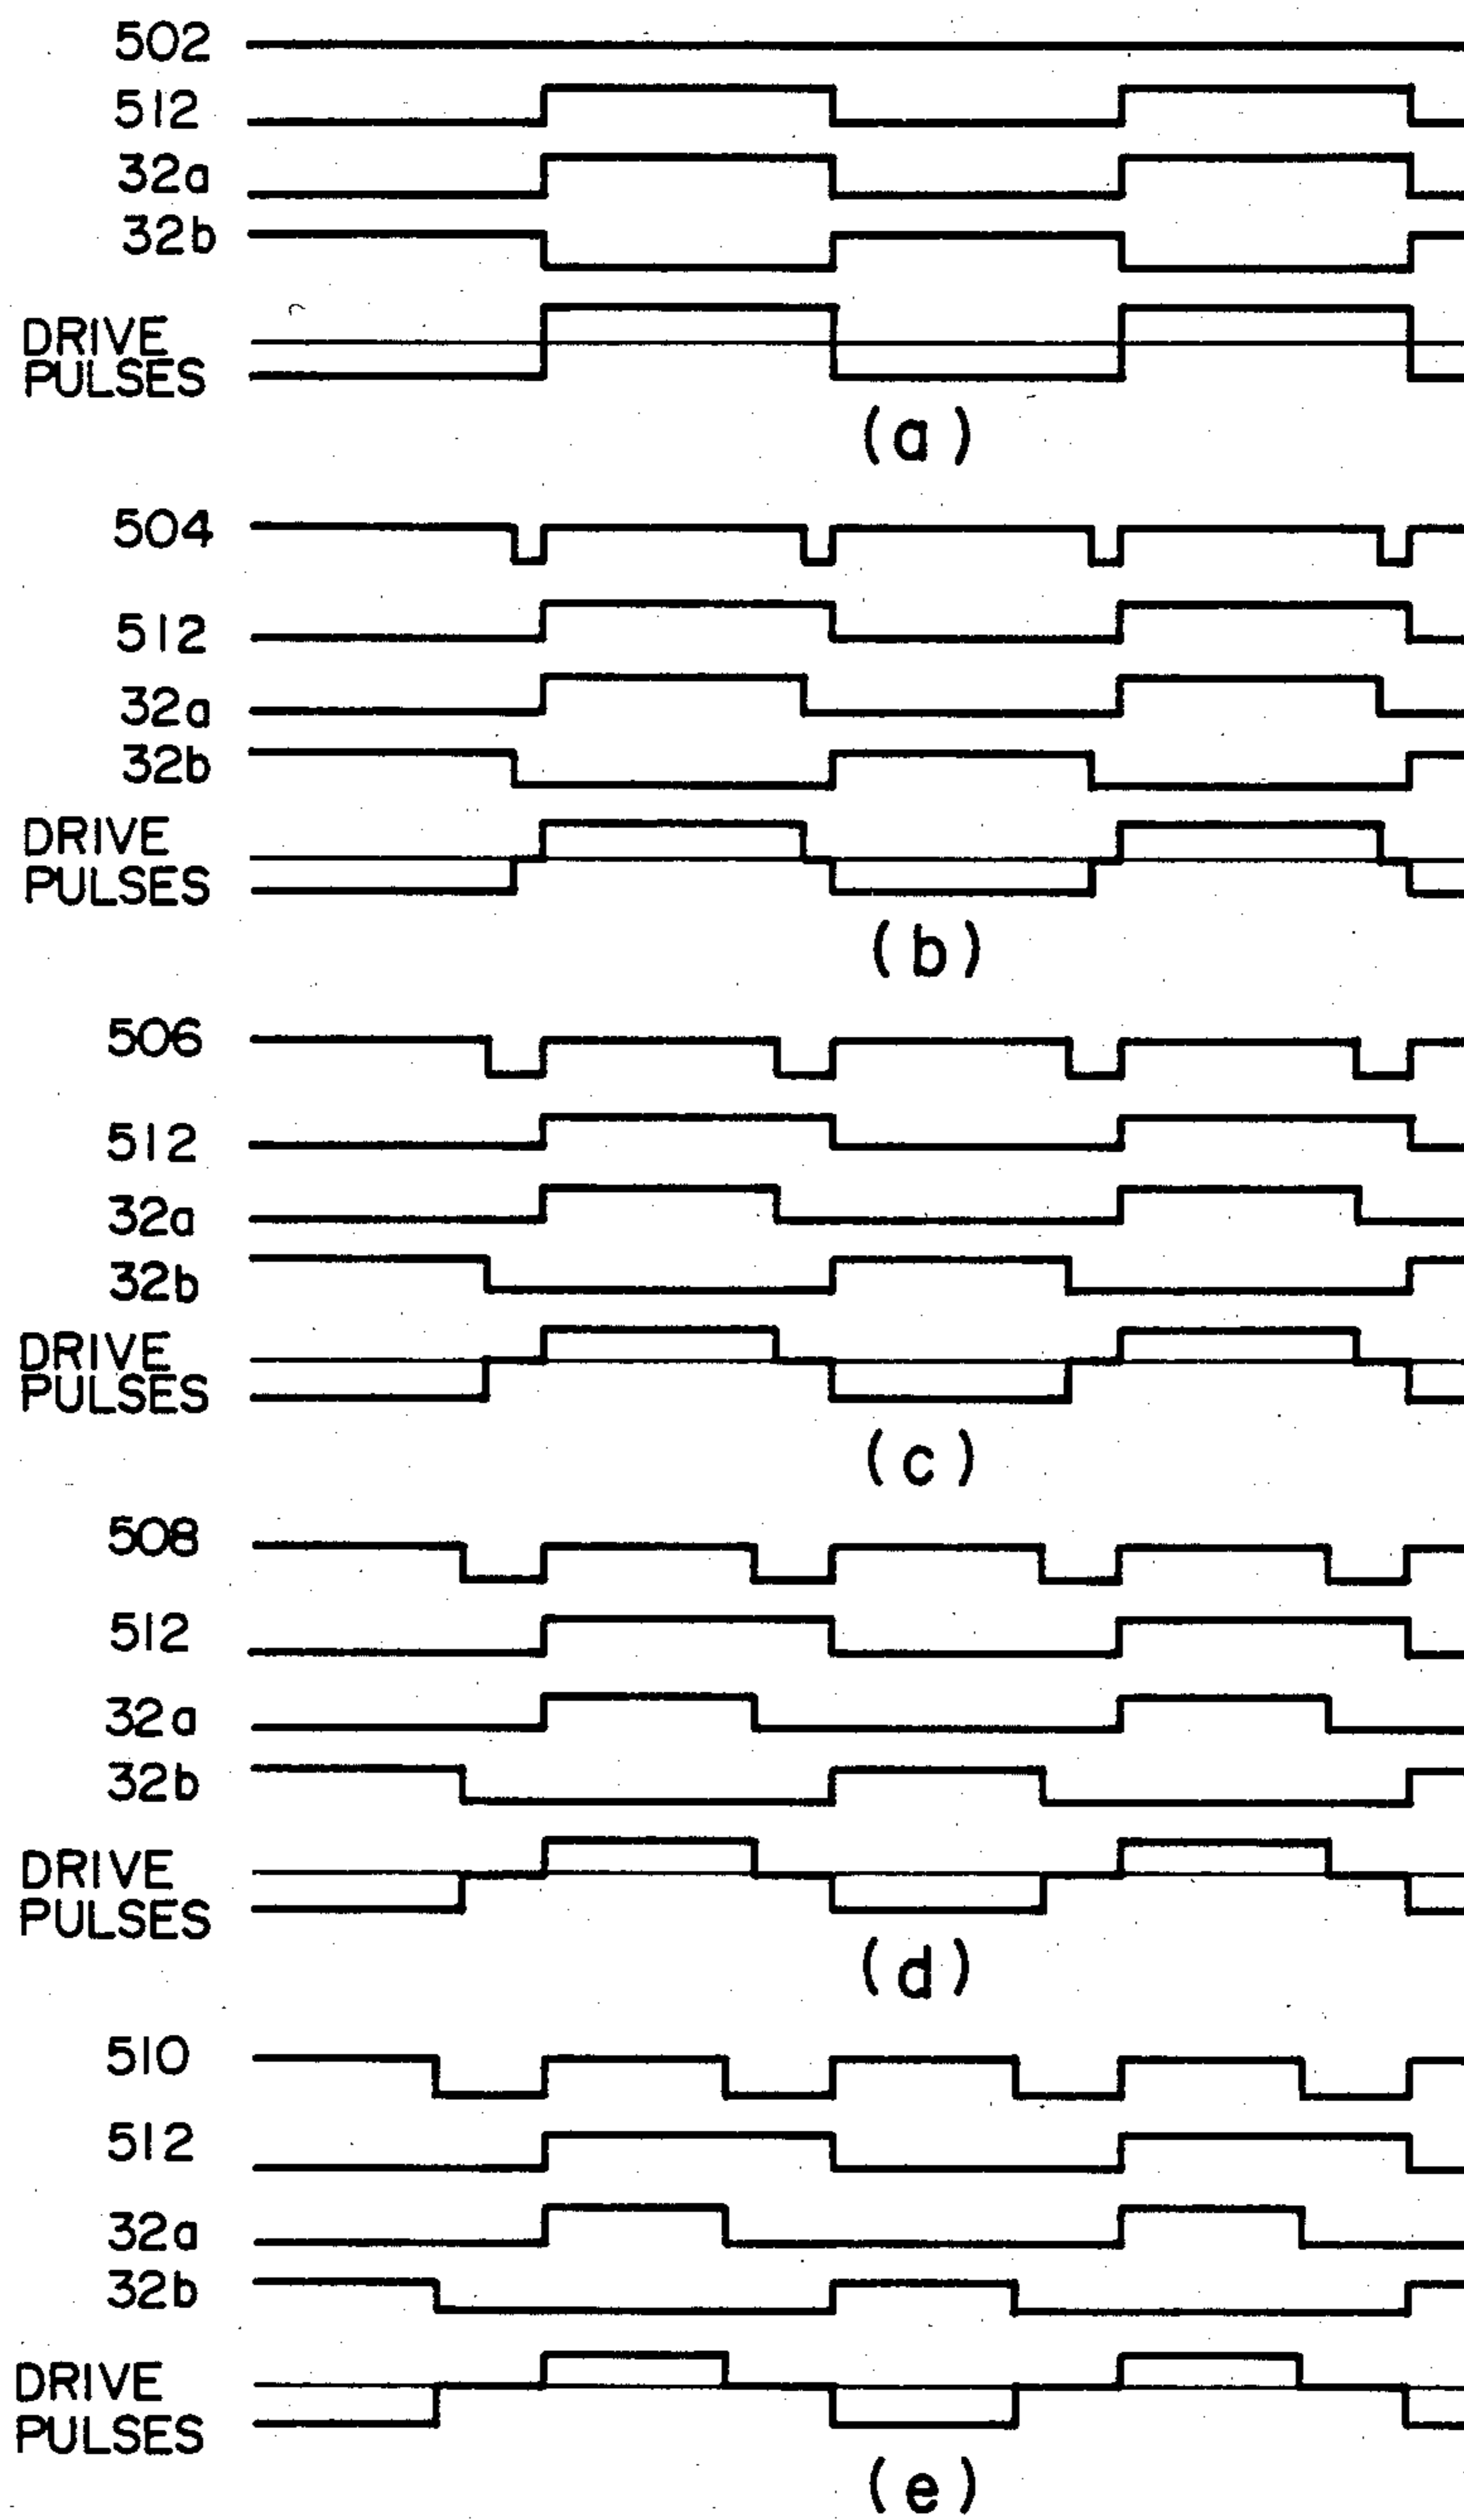 502
512
32a
32b
DRIVE
PULSES
(a)
504
512
32a
32b
DRIVE
PULSES
(b)
506
512
32a
32b
DRIVE
PULSES
(c)
508
512
32a
32b
DRIVE
PULSES
(d)
510
512
32a
32b
DRIVE
PULSES
(e)